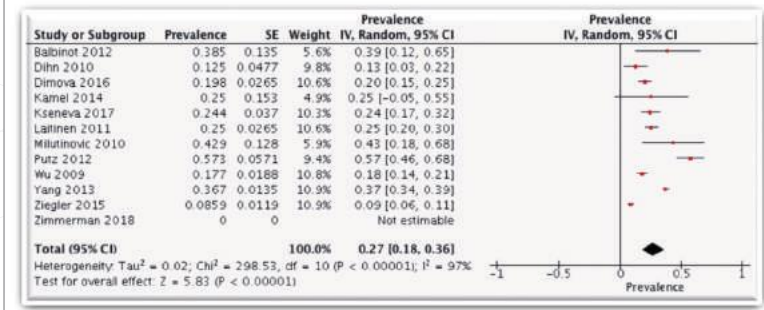 Prevalence Prevalence
Study or Subgroup Prevalence SE Weight IV, Random, 95% CI IV, Random, 95% CI
Balbinot 2012 0.385 0.135 5.6% 0.39 [0.12, 0.65]
Dihn 2010 0.125 0.0477 9.8% 0.13 [0.03, 0.22]
Dimova 2016 0.198 0.0265 10.6% 0.20 [0.15, 0.25]
Kamel 2014 0.25 0.153 4.9% 0.25 [-0.05, 0.55]
Kseneva 2017 0.244 0.037 10.3% 0.24 [0.17, 0.32]
Laitinen 2011 0.25 0.0265 10.6% 0.25 [0.20, 0.30]
Milutinovic 2010 0.429 0.128 5.9% 0.43 [0.18, 0.68]
Putz 2012 0.573 0.0571 9.4% 0.57 [0.46, 0.68]
Wu 2009 0.177 0.0188 10.8% 0.18 [0.14, 0.21]
Yang 2013 0.367 0.0135 10.9% 0.37 [0.34, 0.39]
Ziegler 2015 0.0859 0.0119 10.9% 0.09 [0.06, 0.11]
Zimmerman 2018 0 0 Not estimable
Total (95% CI) 100.0% 0.27 [0.18, 0.36]
Heterogeneity: Tau² = 0.02; Chi² = 298.53, df = 10 (P < 0.00001); I² = 97%
Test for overall effect: Z = 5.83 (P < 0.00001)
-1 -0.5 0 0.5 1
Prevalence